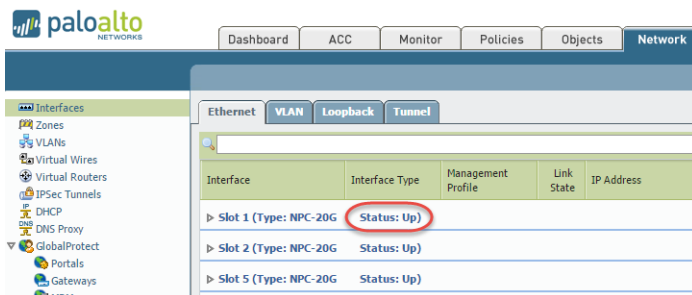 paloalto
NETWORKS
Dashboard ACC Monitor Policies Objects Network
Interfaces
Zones
VLANs
Virtual Wires
Virtual Routers
IPSec Tunnels
DHCP
DNS Proxy
GlobalProtect
Portals
Gateways
Ethernet VLAN Loopback Tunnel
Interface Interface Type Management Profile Link State IP Address
Slot 1 (Type: NPC-20G Status: Up)
Slot 2 (Type: NPC-20G Status: Up)
Slot 5 (Type: NPC-20G Status: Up)